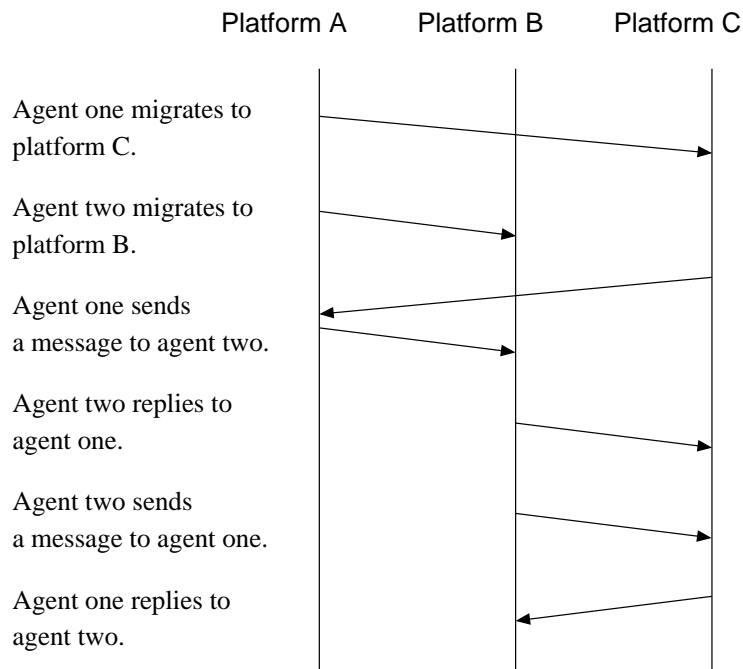 Platform A Platform B Platform C
Agent one migrates to
platform C.
Agent two migrates to
platform B.
Agent one sends
a message to agent two.
Agent two replies to
agent one.
Agent two sends
a message to agent one.
Agent one replies to
agent two.